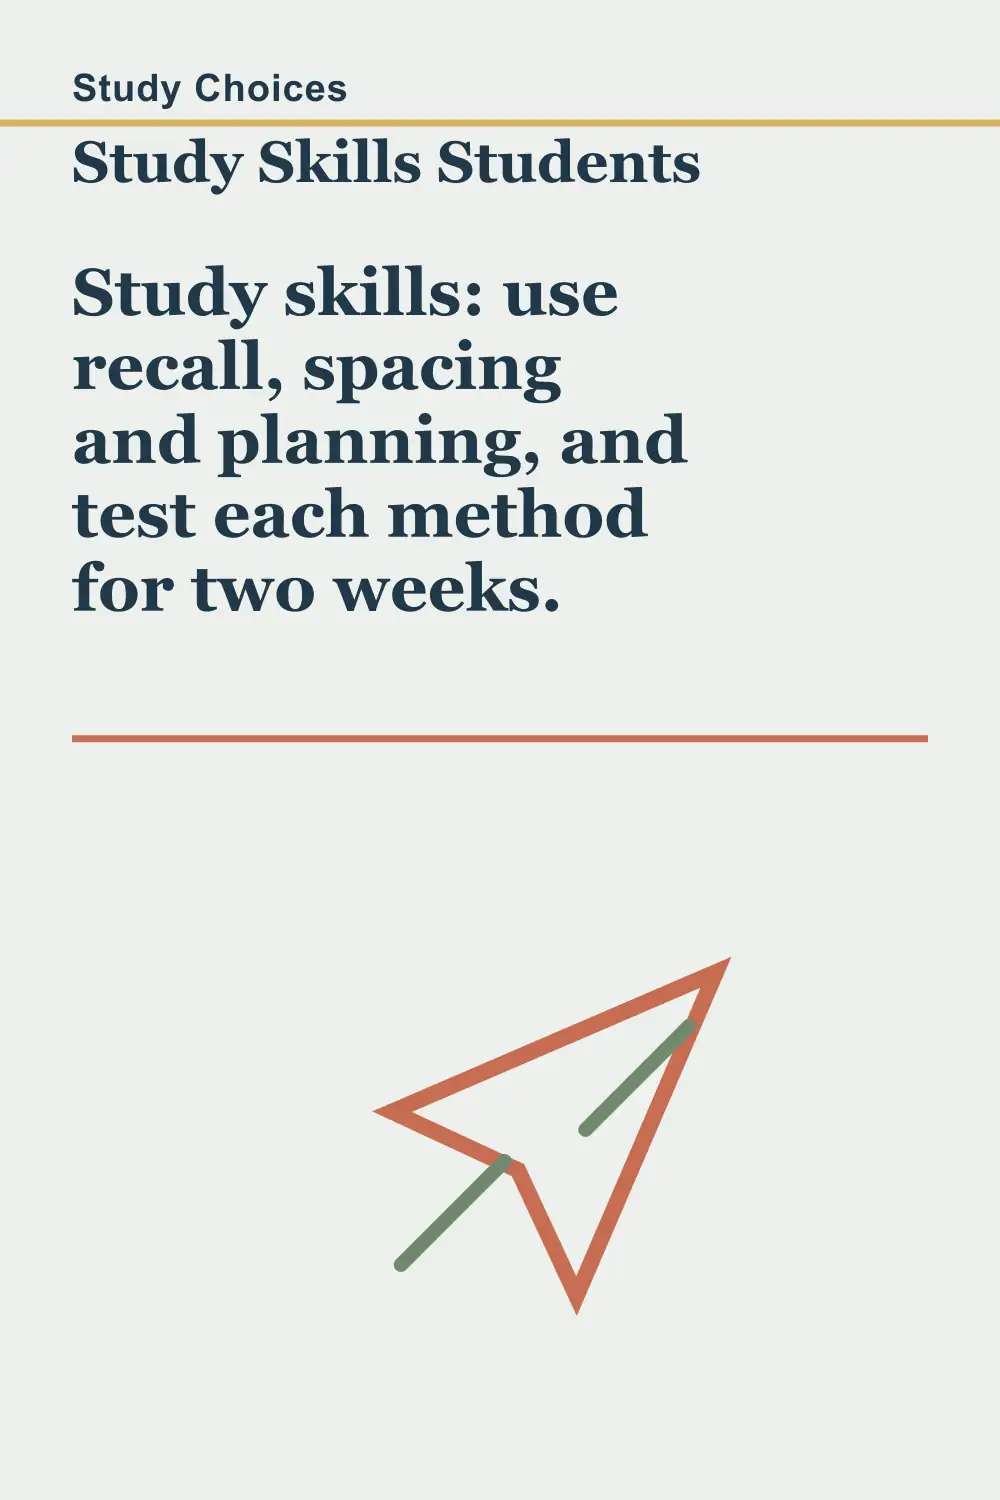 Study Choices
Study Skills Students
Study skills: use
recall, spacing
and planning, and
test each method
for two weeks.